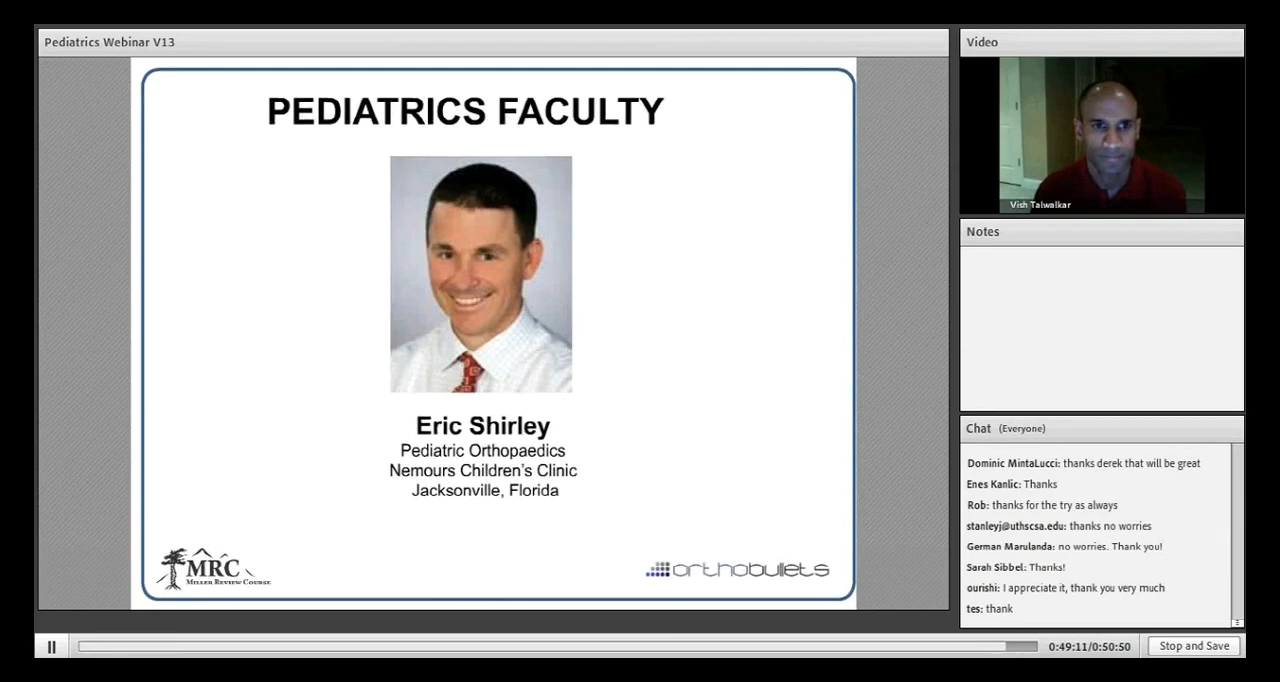 Pediatrics Webinar V13
PEDIATRICS FACULTY
Eric Shirley
Pediatric Orthopaedics
Nemours Children's Clinic
Jacksonville, Florida
MRC
MILLER REVIEW COURSE
orthobullets
Video
Vish Talwalkar
Notes
Chat (Everyone)
Dominic MintaLucci: thanks derek that will be great
Enes Kanlic: Thanks
Rob: thanks for the try as always
stanleyj@uthscsa.edu: thanks no worries
German Marulanda: no worries. Thank you!
Sarah Sibbel: Thanks!
ourishi: I appreciate it, thank you very much
tes: thank
0:49:11/0:50:50
Stop and Save